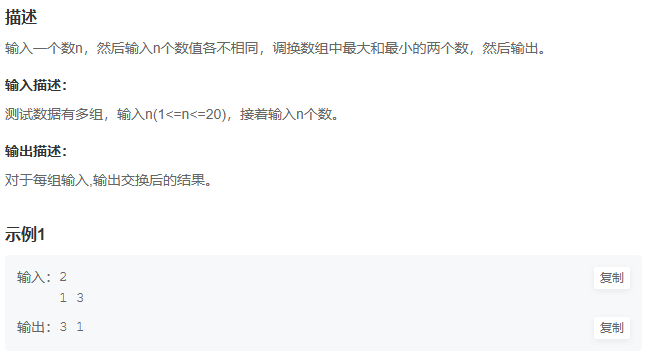 描述
输入一个数n，然后输入n个数值各不相同，调换数组中最大和最小的两个数，然后输出。
输入描述：
测试数据有多组，输入n(1<=n<=20)，接着输入n个数。
输出描述：
对于每组输入,输出交换后的结果。
示例1
输入：2 复制
1 3
输出：3 1 复制